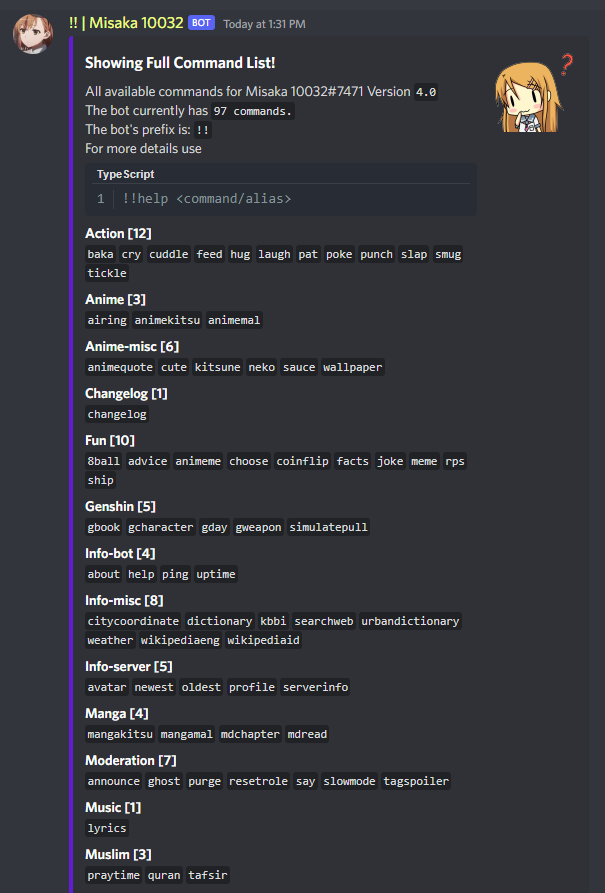 !! | Misaka 10032 BOT Today at 1:31 PM
Showing Full Command List!
All available commands for Misaka 10032#7471 Version 4.0
The bot currently has 97 commands.
The bot's prefix is: !!
For more details use
TypeScript
1 !!help <command/alias>
Action [12]
baka cry cuddle feed hug laugh pat poke punch slap smug
tickle
Anime [3]
airing animekitsu animemal
Anime-misc [6]
animequote cute kitsune neko sauce wallpaper
Changelog [1]
changelog
Fun [10]
8ball advice animeme choose coinflip facts joke meme rps
ship
Genshin [5]
gbook gcharacter gday gweapon simulatepull
Info-bot [4]
about help ping uptime
Info-misc [8]
citycoordinate dictionary kbbi searchweb urbandictionary
weather wikipediaeng wikipediaid
Info-server [5]
avatar newest oldest profile serverinfo
Manga [4]
mangakitsu mangamal mdchapter mdread
Moderation [7]
announce ghost purge resetrole say slowmode tagspoiler
Music [1]
lyrics
Muslim [3]
praytime quran tafsir